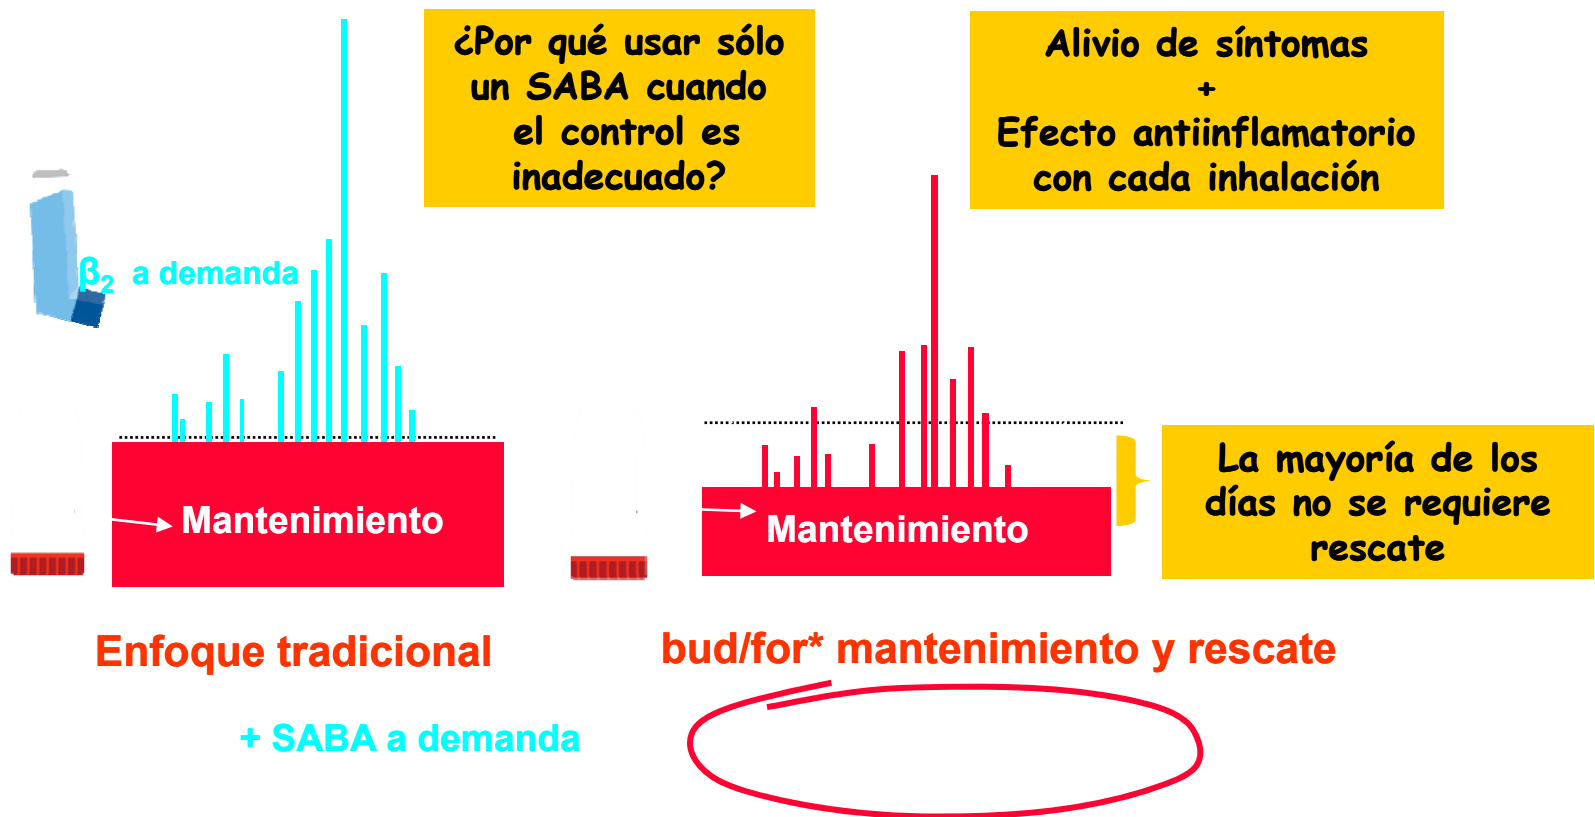 ¿Por qué usar sólo
un SABA cuando
el control es
inadecuado?
Alivio de síntomas
+
Efecto antiinflamatorio
con cada inhalación
β2 a demanda
Mantenimiento
Mantenimiento
La mayoría de los
días no se requiere
rescate
Enfoque tradicional
bud/for* mantenimiento y rescate
+ SABA a demanda